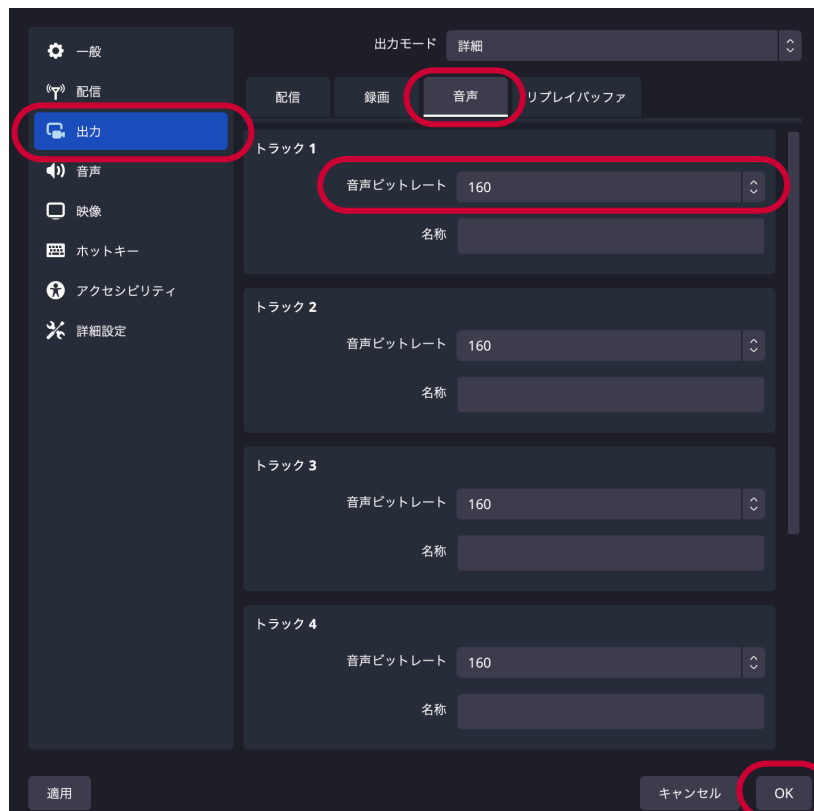 一般
配信
出力
音声
映像
ホットキー
アクセシビリティ
詳細設定
出力モード 詳細
配信 録画 音声 リプレイバッファ
トラック 1
音声ビットレート 160
名称
トラック 2
音声ビットレート 160
名称
トラック 3
音声ビットレート 160
名称
トラック 4
音声ビットレート 160
名称
適用 キャンセル OK